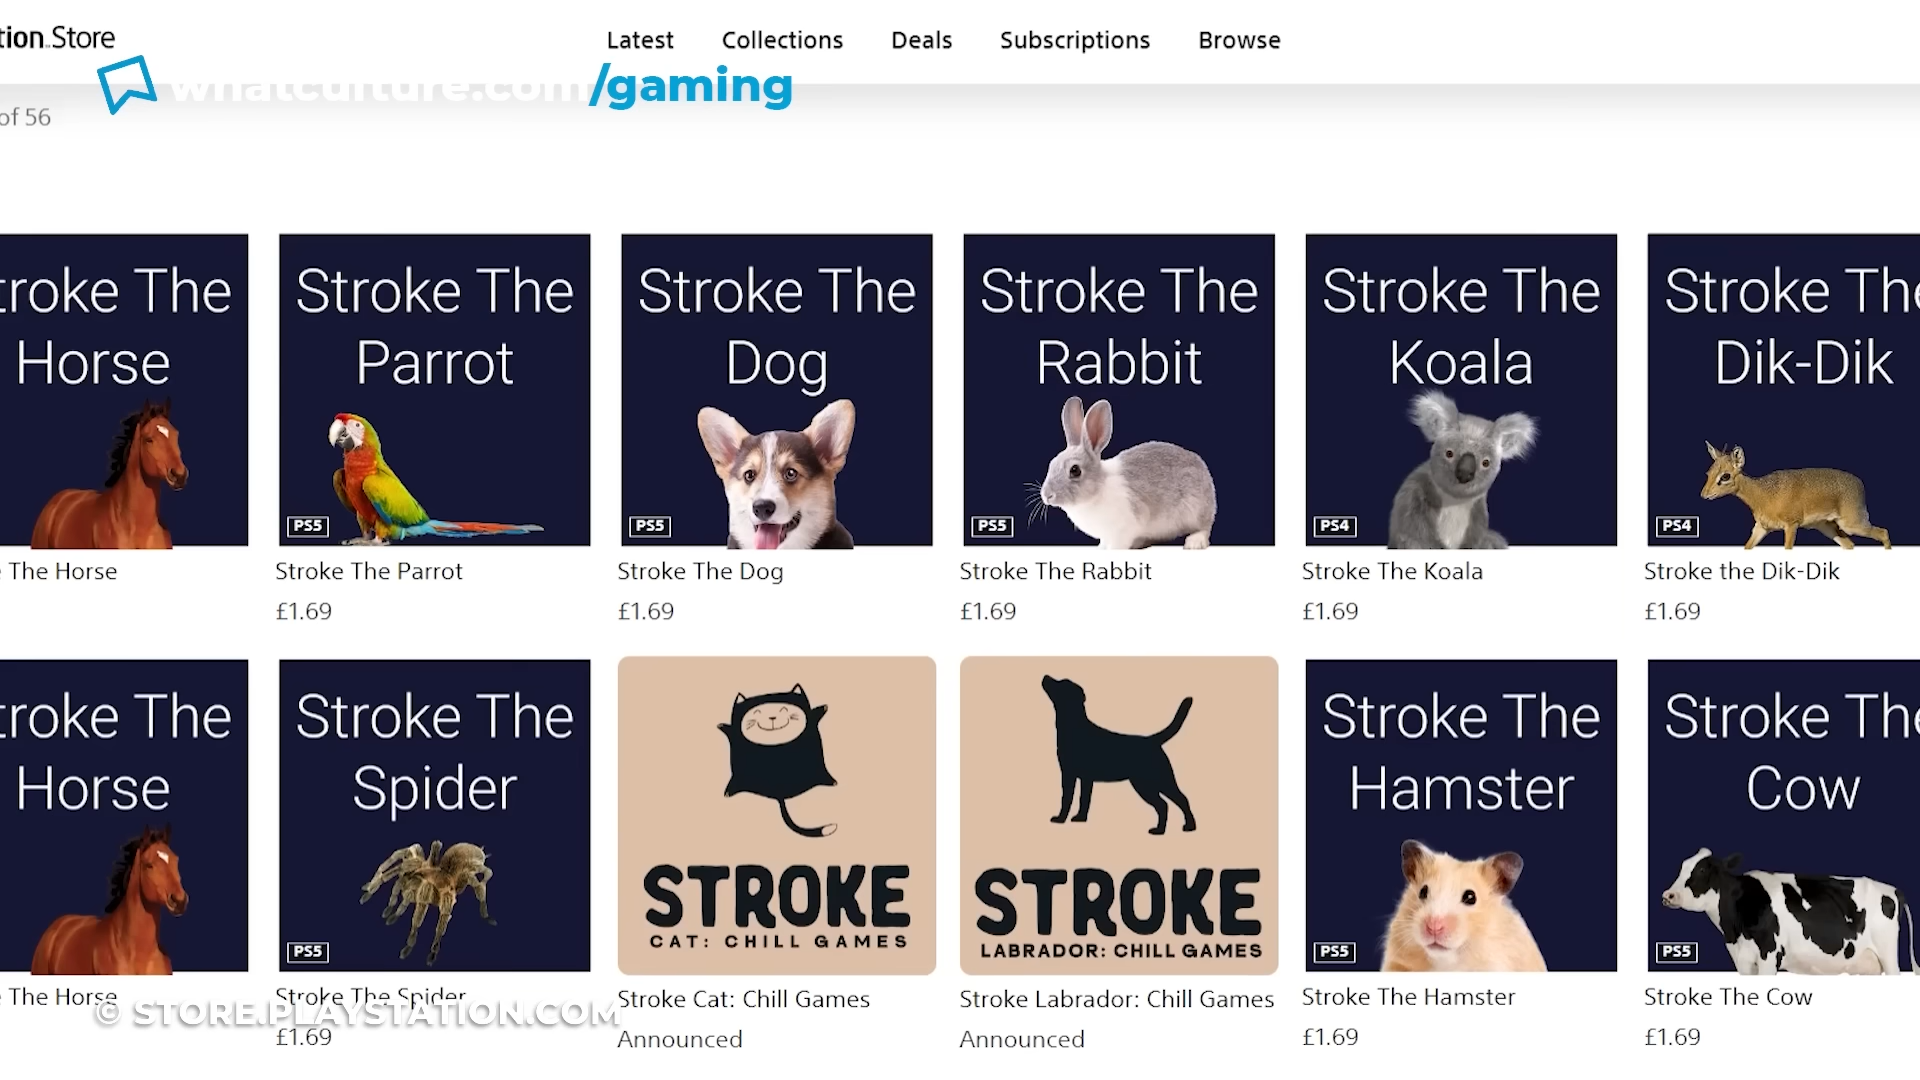 tion Store
Latest
Collections
Deals
Subscriptions
Browse
whatculture.com/gaming
of 56
troke The
Horse
Stroke The
Parrot
PS5
Stroke The
Dog
PS5
Stroke The
Rabbit
PS5
Stroke The
Koala
PS4
Stroke The
Dik-Dik
PS4
The Horse
Stroke The Parrot
£1.69
Stroke The Dog
£1.69
Stroke The Rabbit
£1.69
Stroke The Koala
£1.69
Stroke the Dik-Dik
£1.69
troke The
Horse
Stroke The
Spider
PS5
STROKE
CAT: CHILL GAMES
STROKE
LABRADOR: CHILL GAMES
Stroke The
Hamster
PS5
Stroke The
Cow
PS5
The Horse
Stroke The Spider
£1.69
Stroke Cat: Chill Games
Announced
Stroke Labrador: Chill Games
Announced
Stroke The Hamster
£1.69
Stroke The Cow
£1.69
© STORE.PLAYSTATION.COM